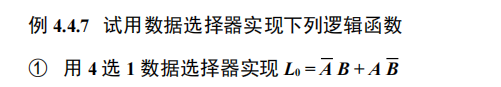 例 4.4.7 试用数据选择器实现下列逻辑函数
① 用 4 选 1 数据选择器实现 L₀ = A̅ B + A B̅